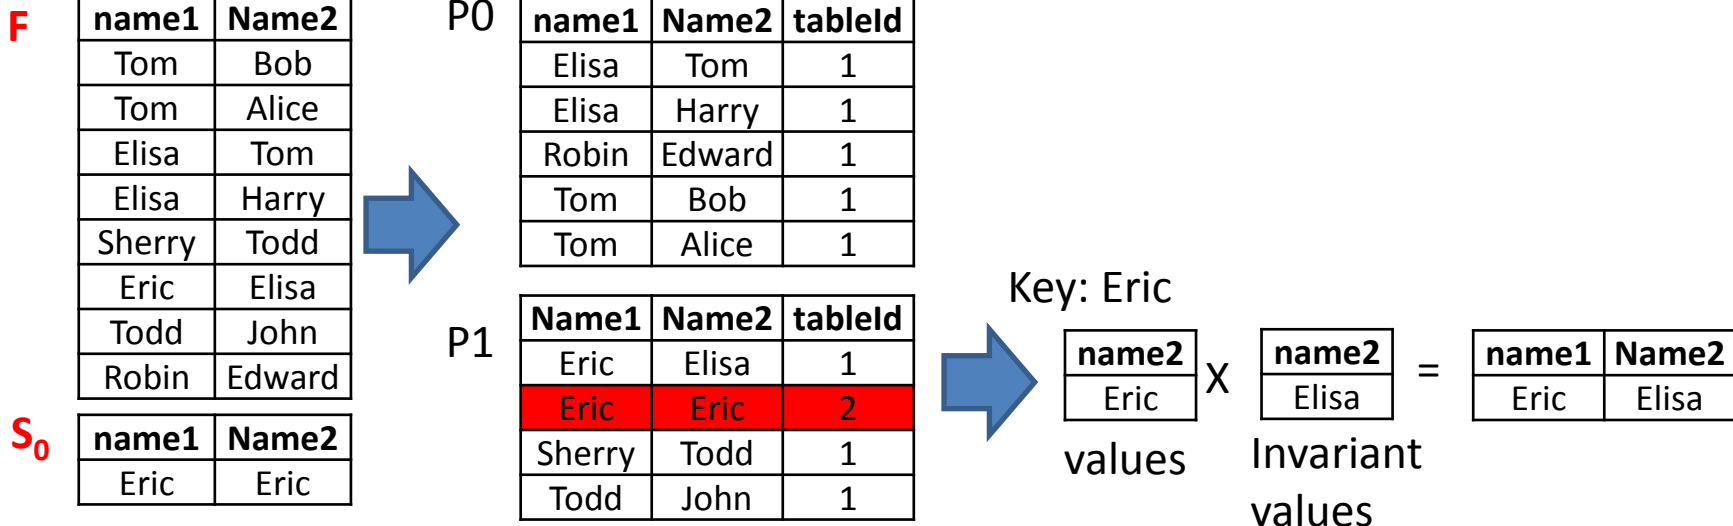 F
name1 Name2
Tom Bob
Tom Alice
Elisa Tom
Elisa Harry
Sherry Todd
Eric Elisa
Todd John
Robin Edward
S0
name1 Name2
Eric Eric
P0
name1 Name2 tableId
Elisa Tom 1
Elisa Harry 1
Robin Edward 1
Tom Bob 1
Tom Alice 1
P1
Name1 Name2 tableId
Eric Elisa 1
Eric Eric 2
Sherry Todd 1
Todd John 1
Key: Eric
name2
Eric
values
X
name2
Elisa
Invariant
values
=
name1 Name2
Eric Elisa